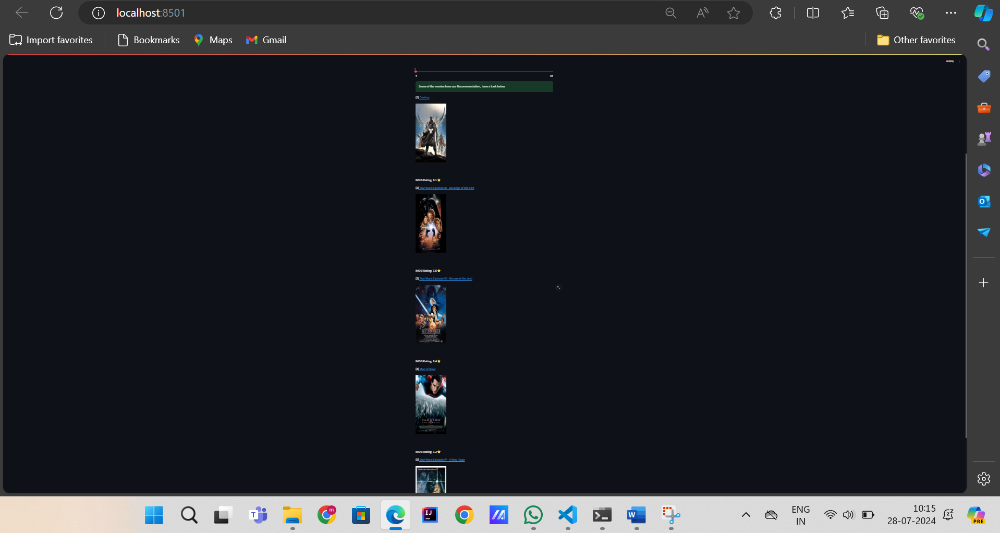 localhost:8501
Import favorites
Bookmarks
Maps
Gmail
Other favorites
Deploy
5
5
20
Some of the movies from our Recommendation, have a look below
(1) Destiny
DESTINY
IMDB Rating: 8.1⭐
(2) Star Wars: Episode III - Revenge of the Sith
IMDB Rating: 7.6⭐
(3) Star Wars: Episode VI - Return of the Jedi
IMDB Rating: 8.4⭐
(4) Man of Steel
IMDB Rating: 7.2⭐
(5) Star Wars: Episode IV - A New Hope
ENG
IN
10:15
28-07-2024
PRE